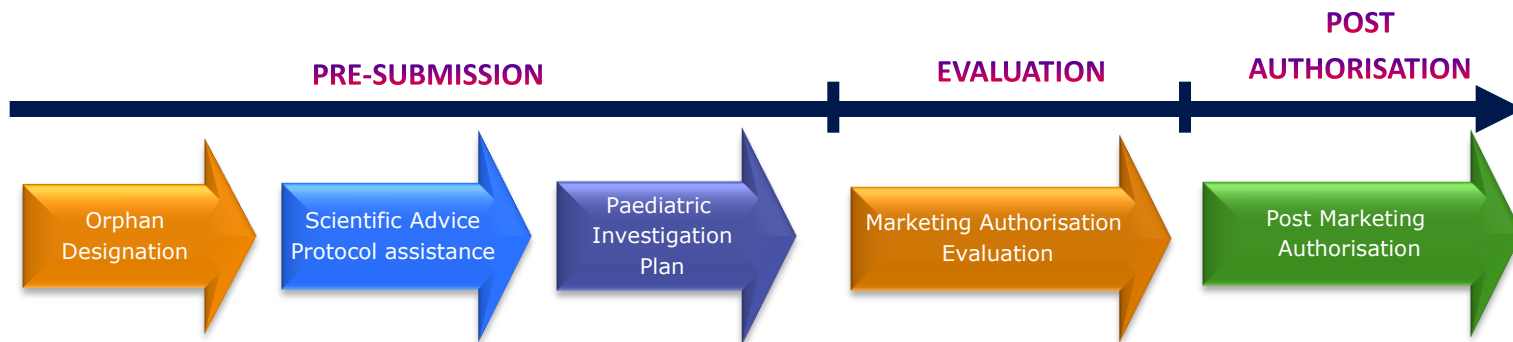 PRE-SUBMISSION
EVALUATION
POST
AUTHORISATION
Orphan
Designation
Scientific Advice
Protocol assistance
Paediatric
Investigation
Plan
Marketing Authorisation
Evaluation
Post Marketing
Authorisation